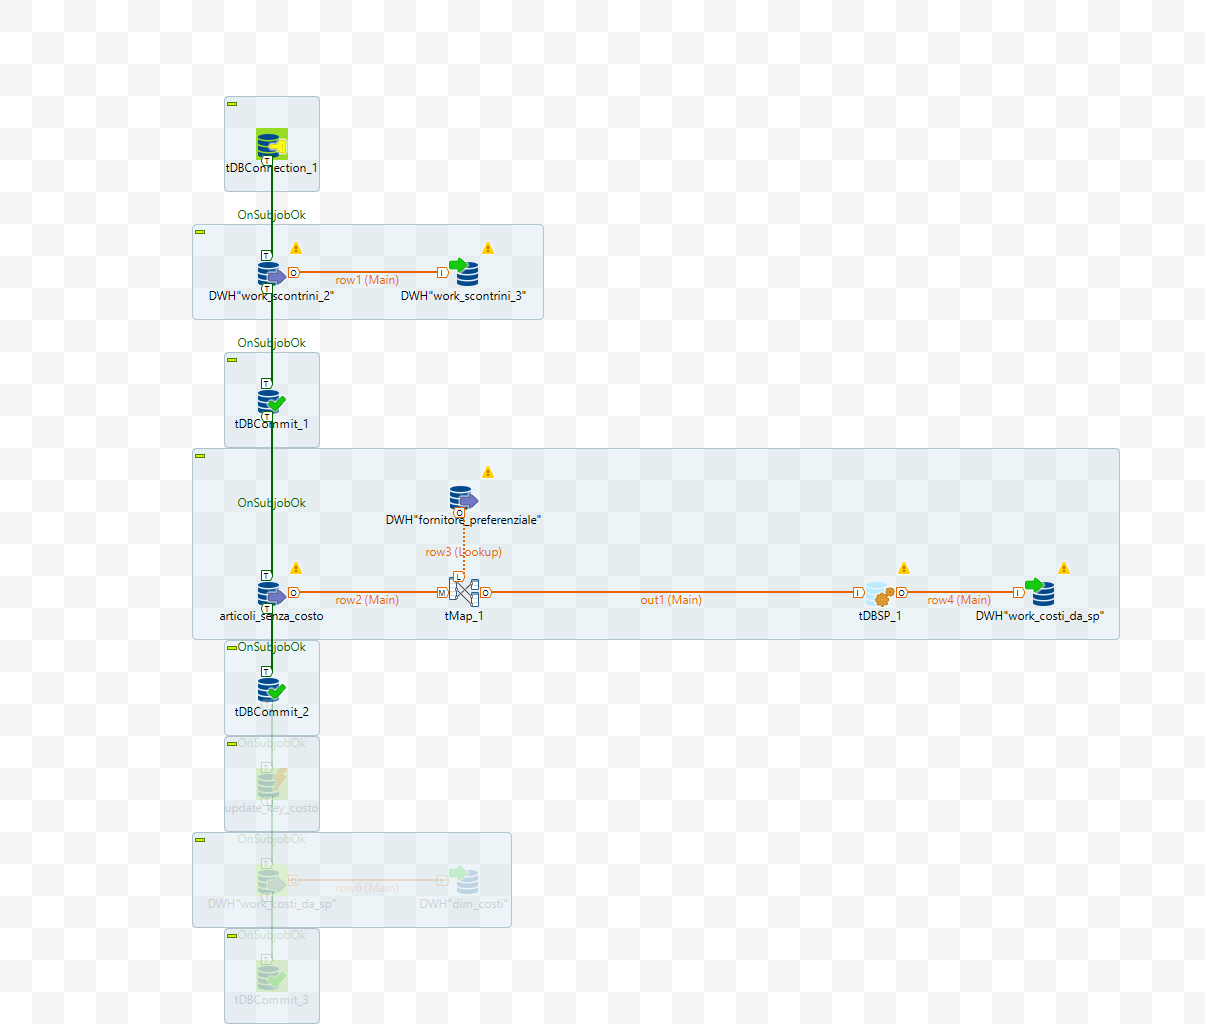 tDBConnection_1
OnSubjobOk
row1 (Main)
DWH"work_scontrini_2"
DWH"work_scontrini_3"
OnSubjobOk
tDBCommit_1
OnSubjobOk
DWH"fornitore_preferenziale"
row3 (Lookup)
row2 (Main)
out1 (Main)
row4 (Main)
articoli_senza_costo
tMap_1
tDBSP_1
DWH"work_costi_da_sp"
OnSubjobOk
tDBCommit_2
OnSubjobOk
update_key_costo
OnSubjobOk
row6 (Main)
DWH"work_costi_da_sp"
DWH"dim_costi"
OnSubjobOk
tDBCommit_3